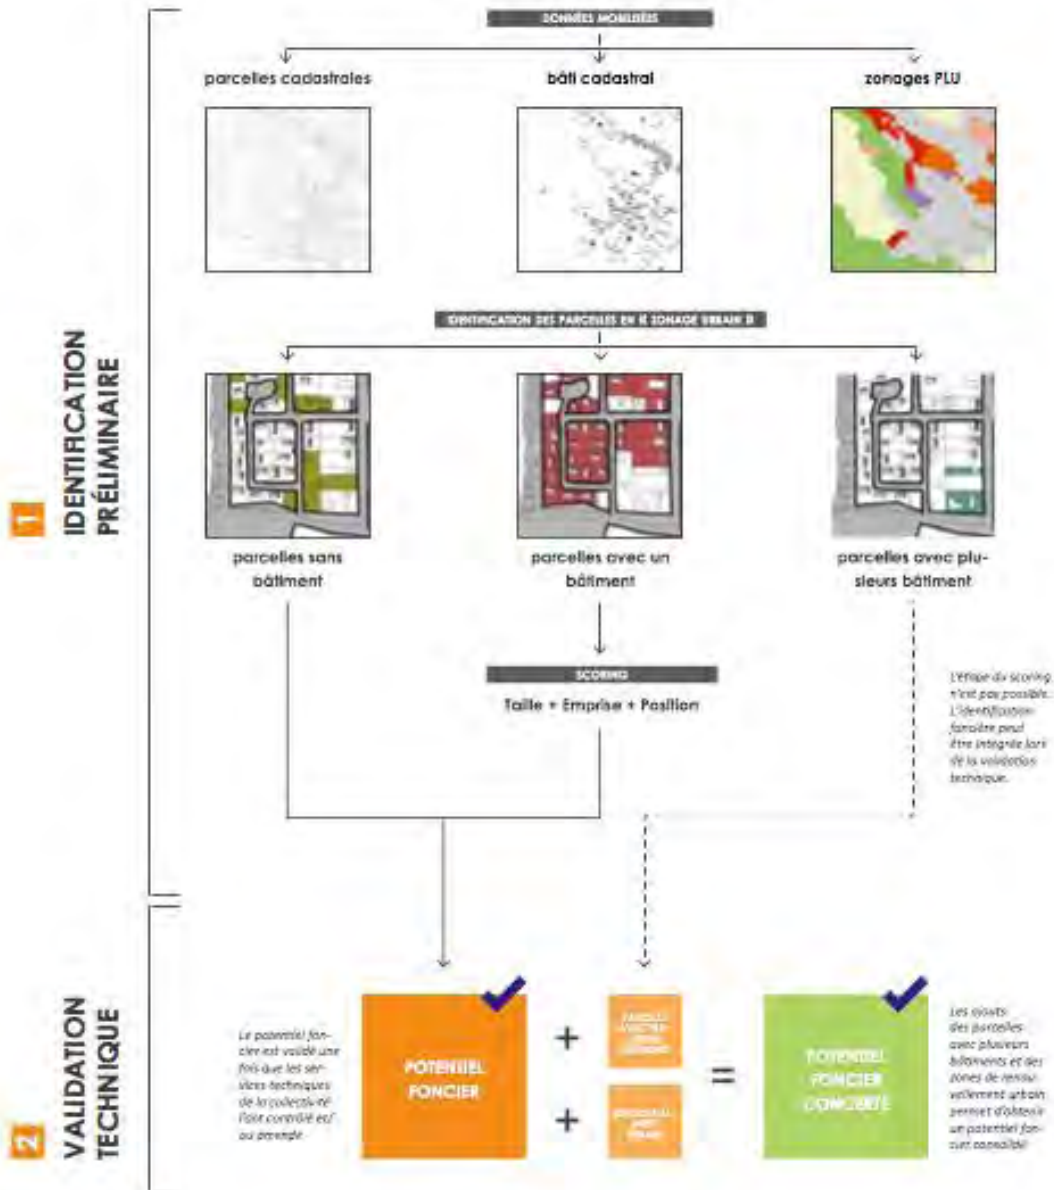 DONNÉES MOBILISÉES
parcelles cadastrales
bâti cadastral
zonages PLU
1
IDENTIFICATION
PRÉLIMINAIRE
IDENTIFICATION DES PARCELLES EN « ZONAGE URBAIN »
parcelles sans
bâtiment
parcelles avec un
bâtiment
parcelles avec plu-
sieurs bâtiment
SCORING
Taille + Emprise + Position
L'étape du scoring
n'est pas possible.
L'identification
foncière peut
être intégrée lors
de la validation
technique.
2
VALIDATION
TECHNIQUE
Le potentiel fon-
cier est validé une
fois que les ser-
vices techniques
de la collectivité
l'ont contrôlé et/
ou amendé
POTENTIEL
FONCIER
+
+
=
POTENTIEL
FONCIER
CONCERTÉ
Les ajouts
des parcelles
avec plusieurs
bâtiments et des
zones de renou-
vellement urbain
permet d'obtenir
un potentiel fon-
cier consolidé